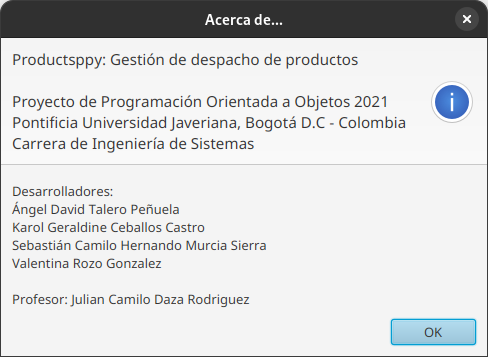 Acerca de...
Productsppy: Gestión de despacho de productos
Proyecto de Programación Orientada a Objetos 2021
Pontificia Universidad Javeriana, Bogotá D.C - Colombia
Carrera de Ingeniería de Sistemas
Desarrolladores:
Ángel David Talero Peñuela
Karol Geraldine Ceballos Castro
Sebastián Camilo Hernando Murcia Sierra
Valentina Rozo Gonzalez
Profesor: Julian Camilo Daza Rodriguez
OK